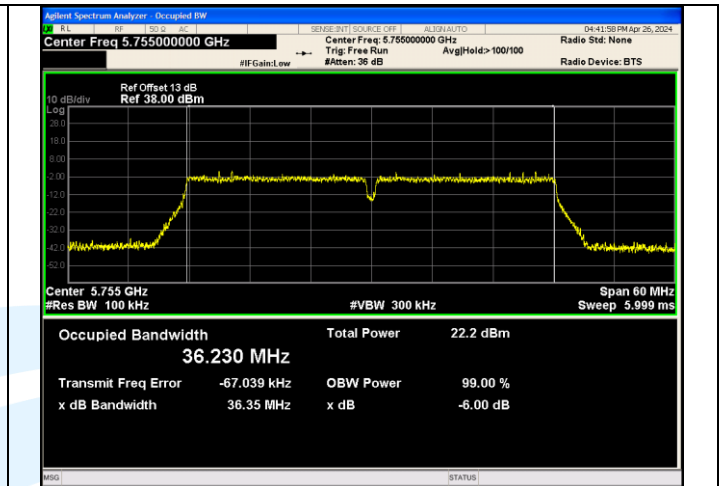 Agilent Spectrum Analyzer - Occupied BW
RL RF 50 Ω AC SENSE:INT SOURCE OFF ALIGNAUTO 04:41:58 PM Apr 26, 2024
Center Freq 5.755000000 GHz Center Freq: 5.755000000 GHz Radio Std: None
Trig: Free Run Avg|Hold:> 100/100
#IFGain:Low #Atten: 36 dB Radio Device: BTS
Ref Offset 13 dB
10 dB/div Ref 38.00 dBm
Log
28.0
18.0
8.00
-2.00
-12.0
-22.0
-32.0
-42.0
-52.0
Center 5.755 GHz Span 60 MHz
#Res BW 100 kHz #VBW 300 kHz Sweep 5.999 ms
Occupied Bandwidth Total Power 22.2 dBm
36.230 MHz
Transmit Freq Error -67.039 kHz OBW Power 99.00 %
x dB Bandwidth 36.35 MHz x dB -6.00 dB
MSG STATUS